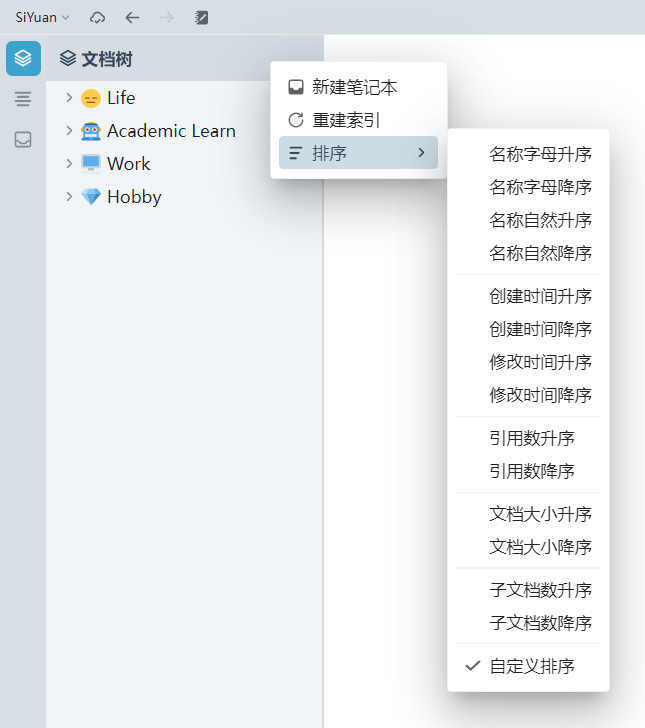 SiYuan
文档树
Life
Academic Learn
Work
Hobby
新建笔记本
重建索引
排序
名称字母升序
名称字母降序
名称自然升序
名称自然降序
创建时间升序
创建时间降序
修改时间升序
修改时间降序
引用数升序
引用数降序
文档大小升序
文档大小降序
子文档数升序
子文档数降序
自定义排序